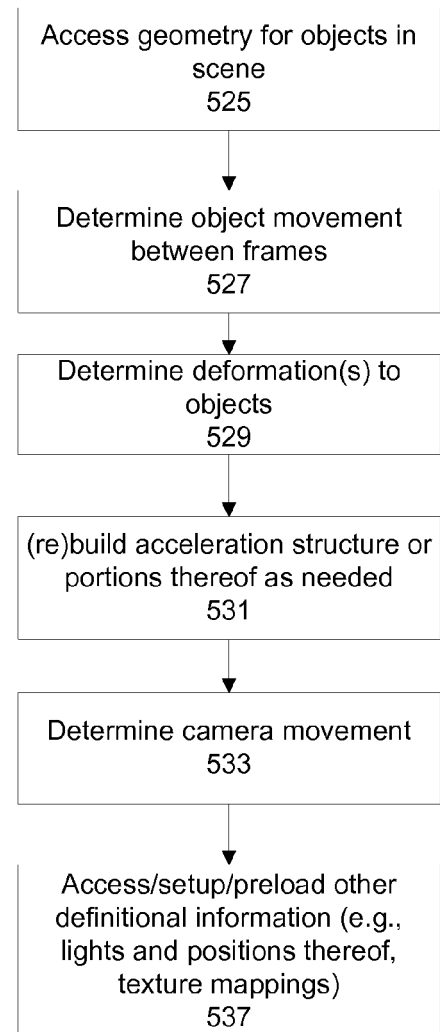 Access geometry for objects in
scene
525
Determine object movement
between frames
527
Determine deformation(s) to
objects
529
(re)build acceleration structure or
portions thereof as needed
531
Determine camera movement
533
Access/setup/preload other
definitional information (e.g.,
lights and positions thereof,
texture mappings)
537